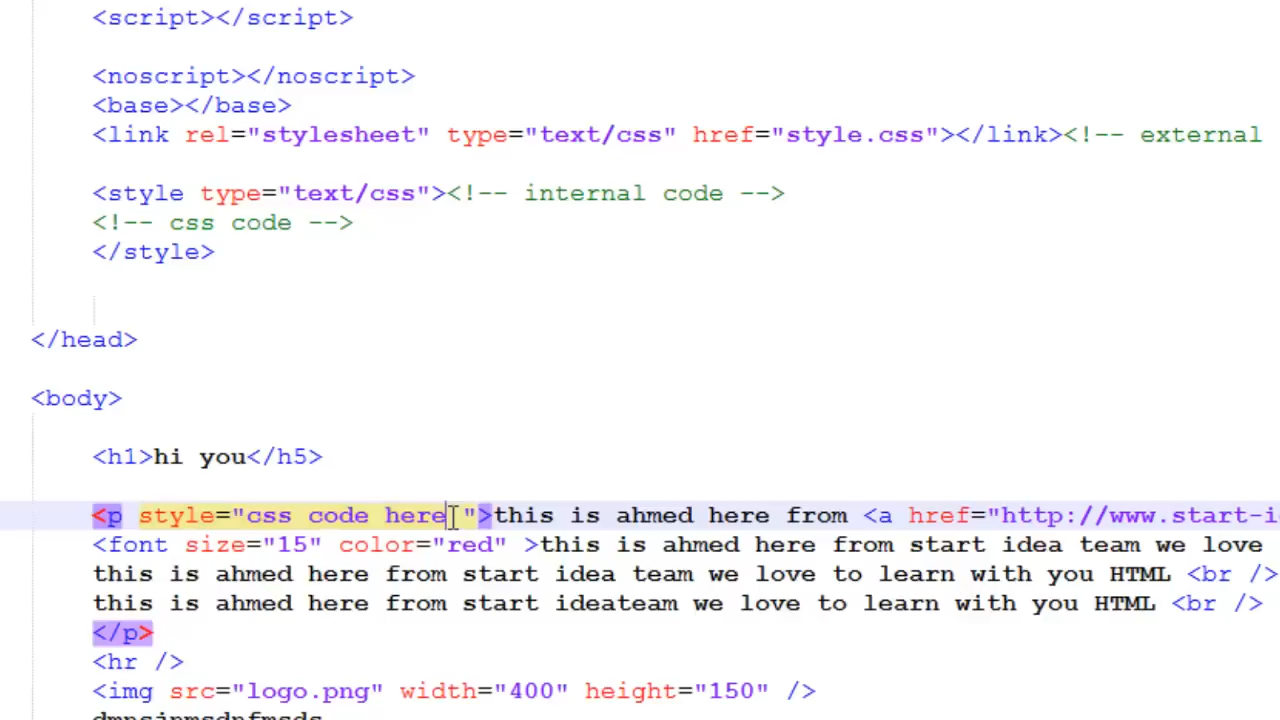 <script></script>
<noscript></noscript>
<base></base>
<link rel="stylesheet" type="text/css" href="style.css"></link><!-- external
<style type="text/css"><!-- internal code -->
<!-- css code -->
</style>
</head>
<body>
<h1>hi you</h5>
<p style="css code here ">this is ahmed here from <a href="http://www.start-i
<font size="15" color="red" >this is ahmed here from start idea team we love
this is ahmed here from start idea team we love to learn with you HTML <br />
this is ahmed here from start ideateam we love to learn with you HTML <br />
</p>
<hr />
<img src="logo.png" width="400" height="150" />